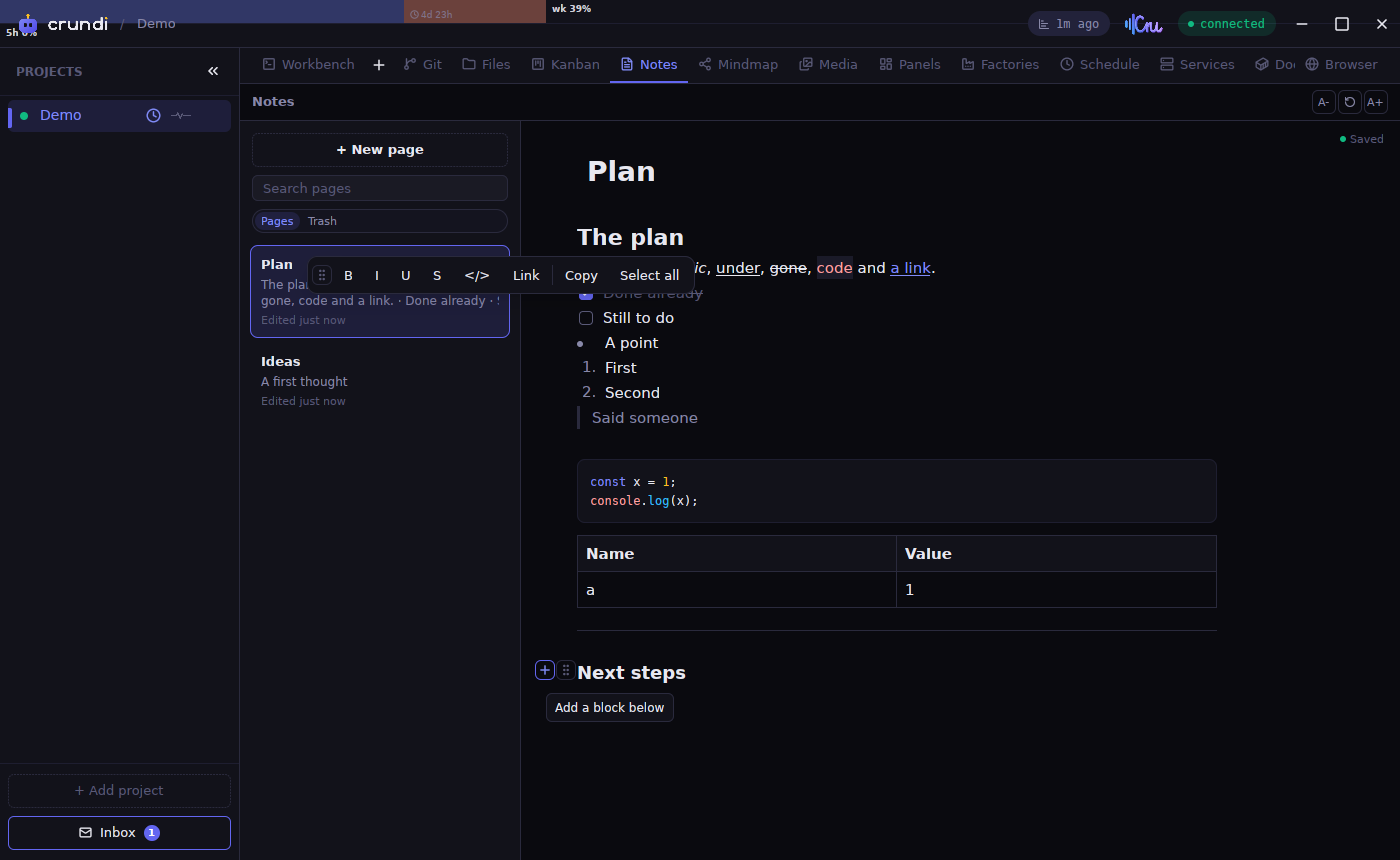 4d 23h
wk 39%
crundi / Demo
1m ago
Cru
connected
PROJECTS
Workbench
Git
Files
Kanban
Notes
Mindmap
Media
Panels
Factories
Schedule
Services
Browser
Demo
Notes
A-
A+
+ New page
Saved
Search pages
Plan
Pages
Trash
The plan
Plan
B I U S </> Link Copy Select all
under, gone, code and a link.
gone, code and a link. · Done already ·
Done already
Edited just now
Still to do
A point
Ideas
1. First
A first thought
2. Second
Edited just now
Said someone
const x = 1;
console.log(x);
Name Value
a 1
Next steps
Add a block below
+ Add project
Inbox 1